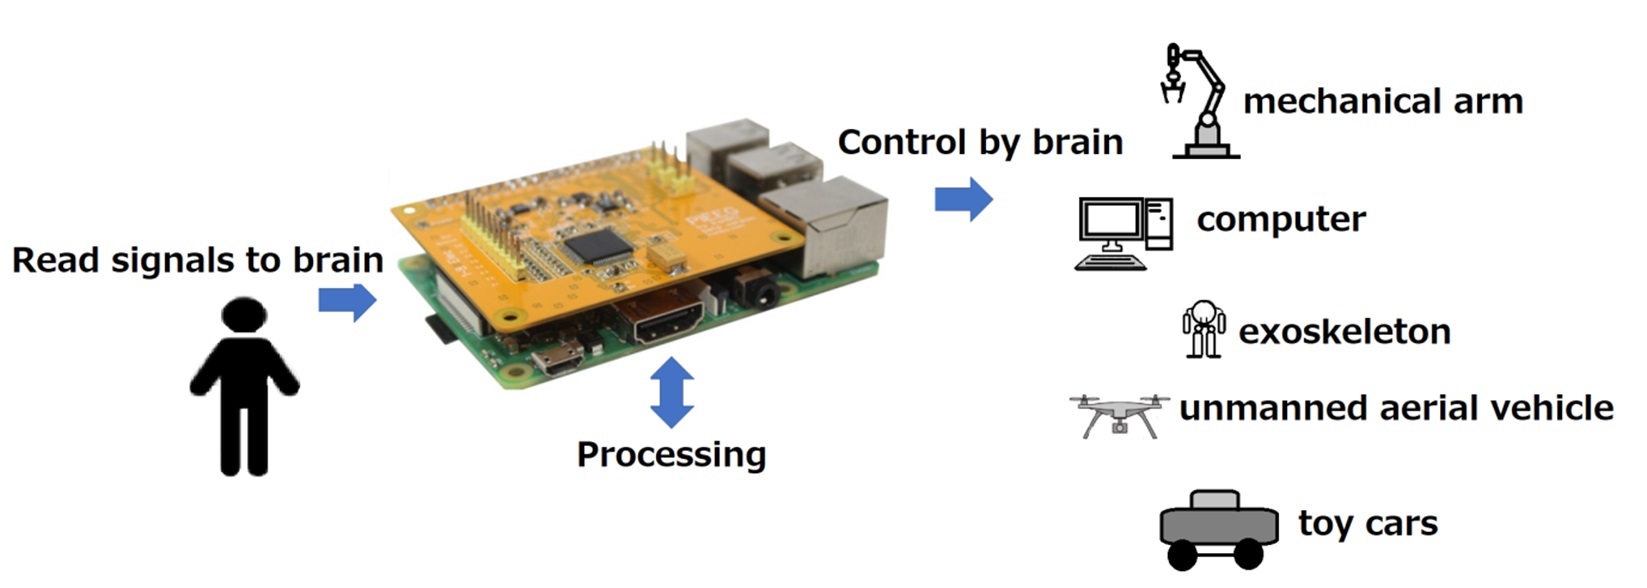 Read signals to brain
Processing
Control by brain
mechanical arm
computer
exoskeleton
unmanned aerial vehicle
toy cars